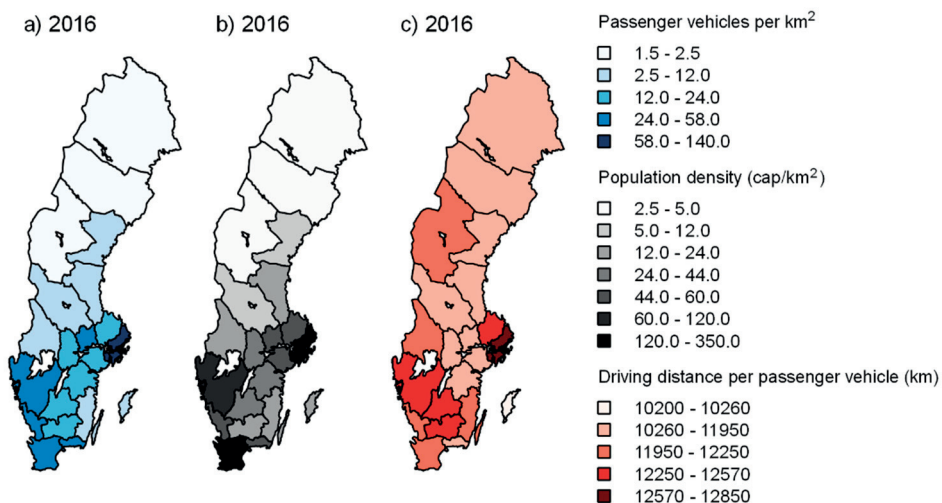 a) 2016
b) 2016
c) 2016
Passenger vehicles per km²
1.5 - 2.5
2.5 - 12.0
12.0 - 24.0
24.0 - 58.0
58.0 - 140.0
Population density (cap/km²)
2.5 - 5.0
5.0 - 12.0
12.0 - 24.0
24.0 - 44.0
44.0 - 60.0
60.0 - 120.0
120.0 - 350.0
Driving distance per passenger vehicle (km)
10200 - 10260
10260 - 11950
11950 - 12250
12250 - 12570
12570 - 12850